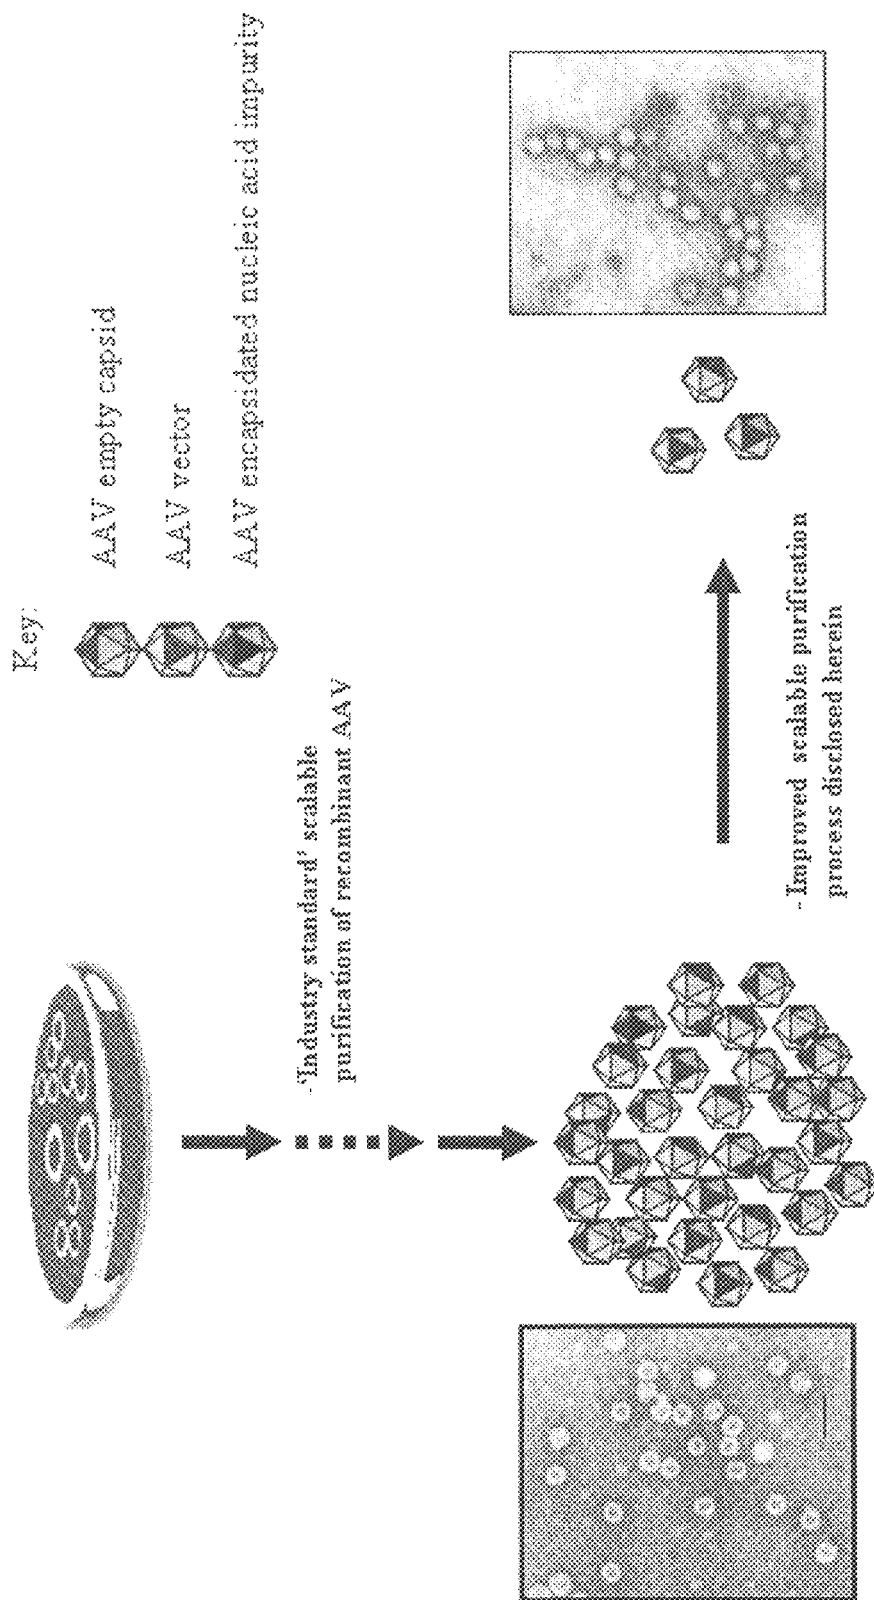 Key:
AAV empty capsid
AAV vector
AAV encapsidated nucleic acid impurity
-'Industry standard' scalable
purification of recombinant AAV
-Improved scalable purification
process disclosed herein